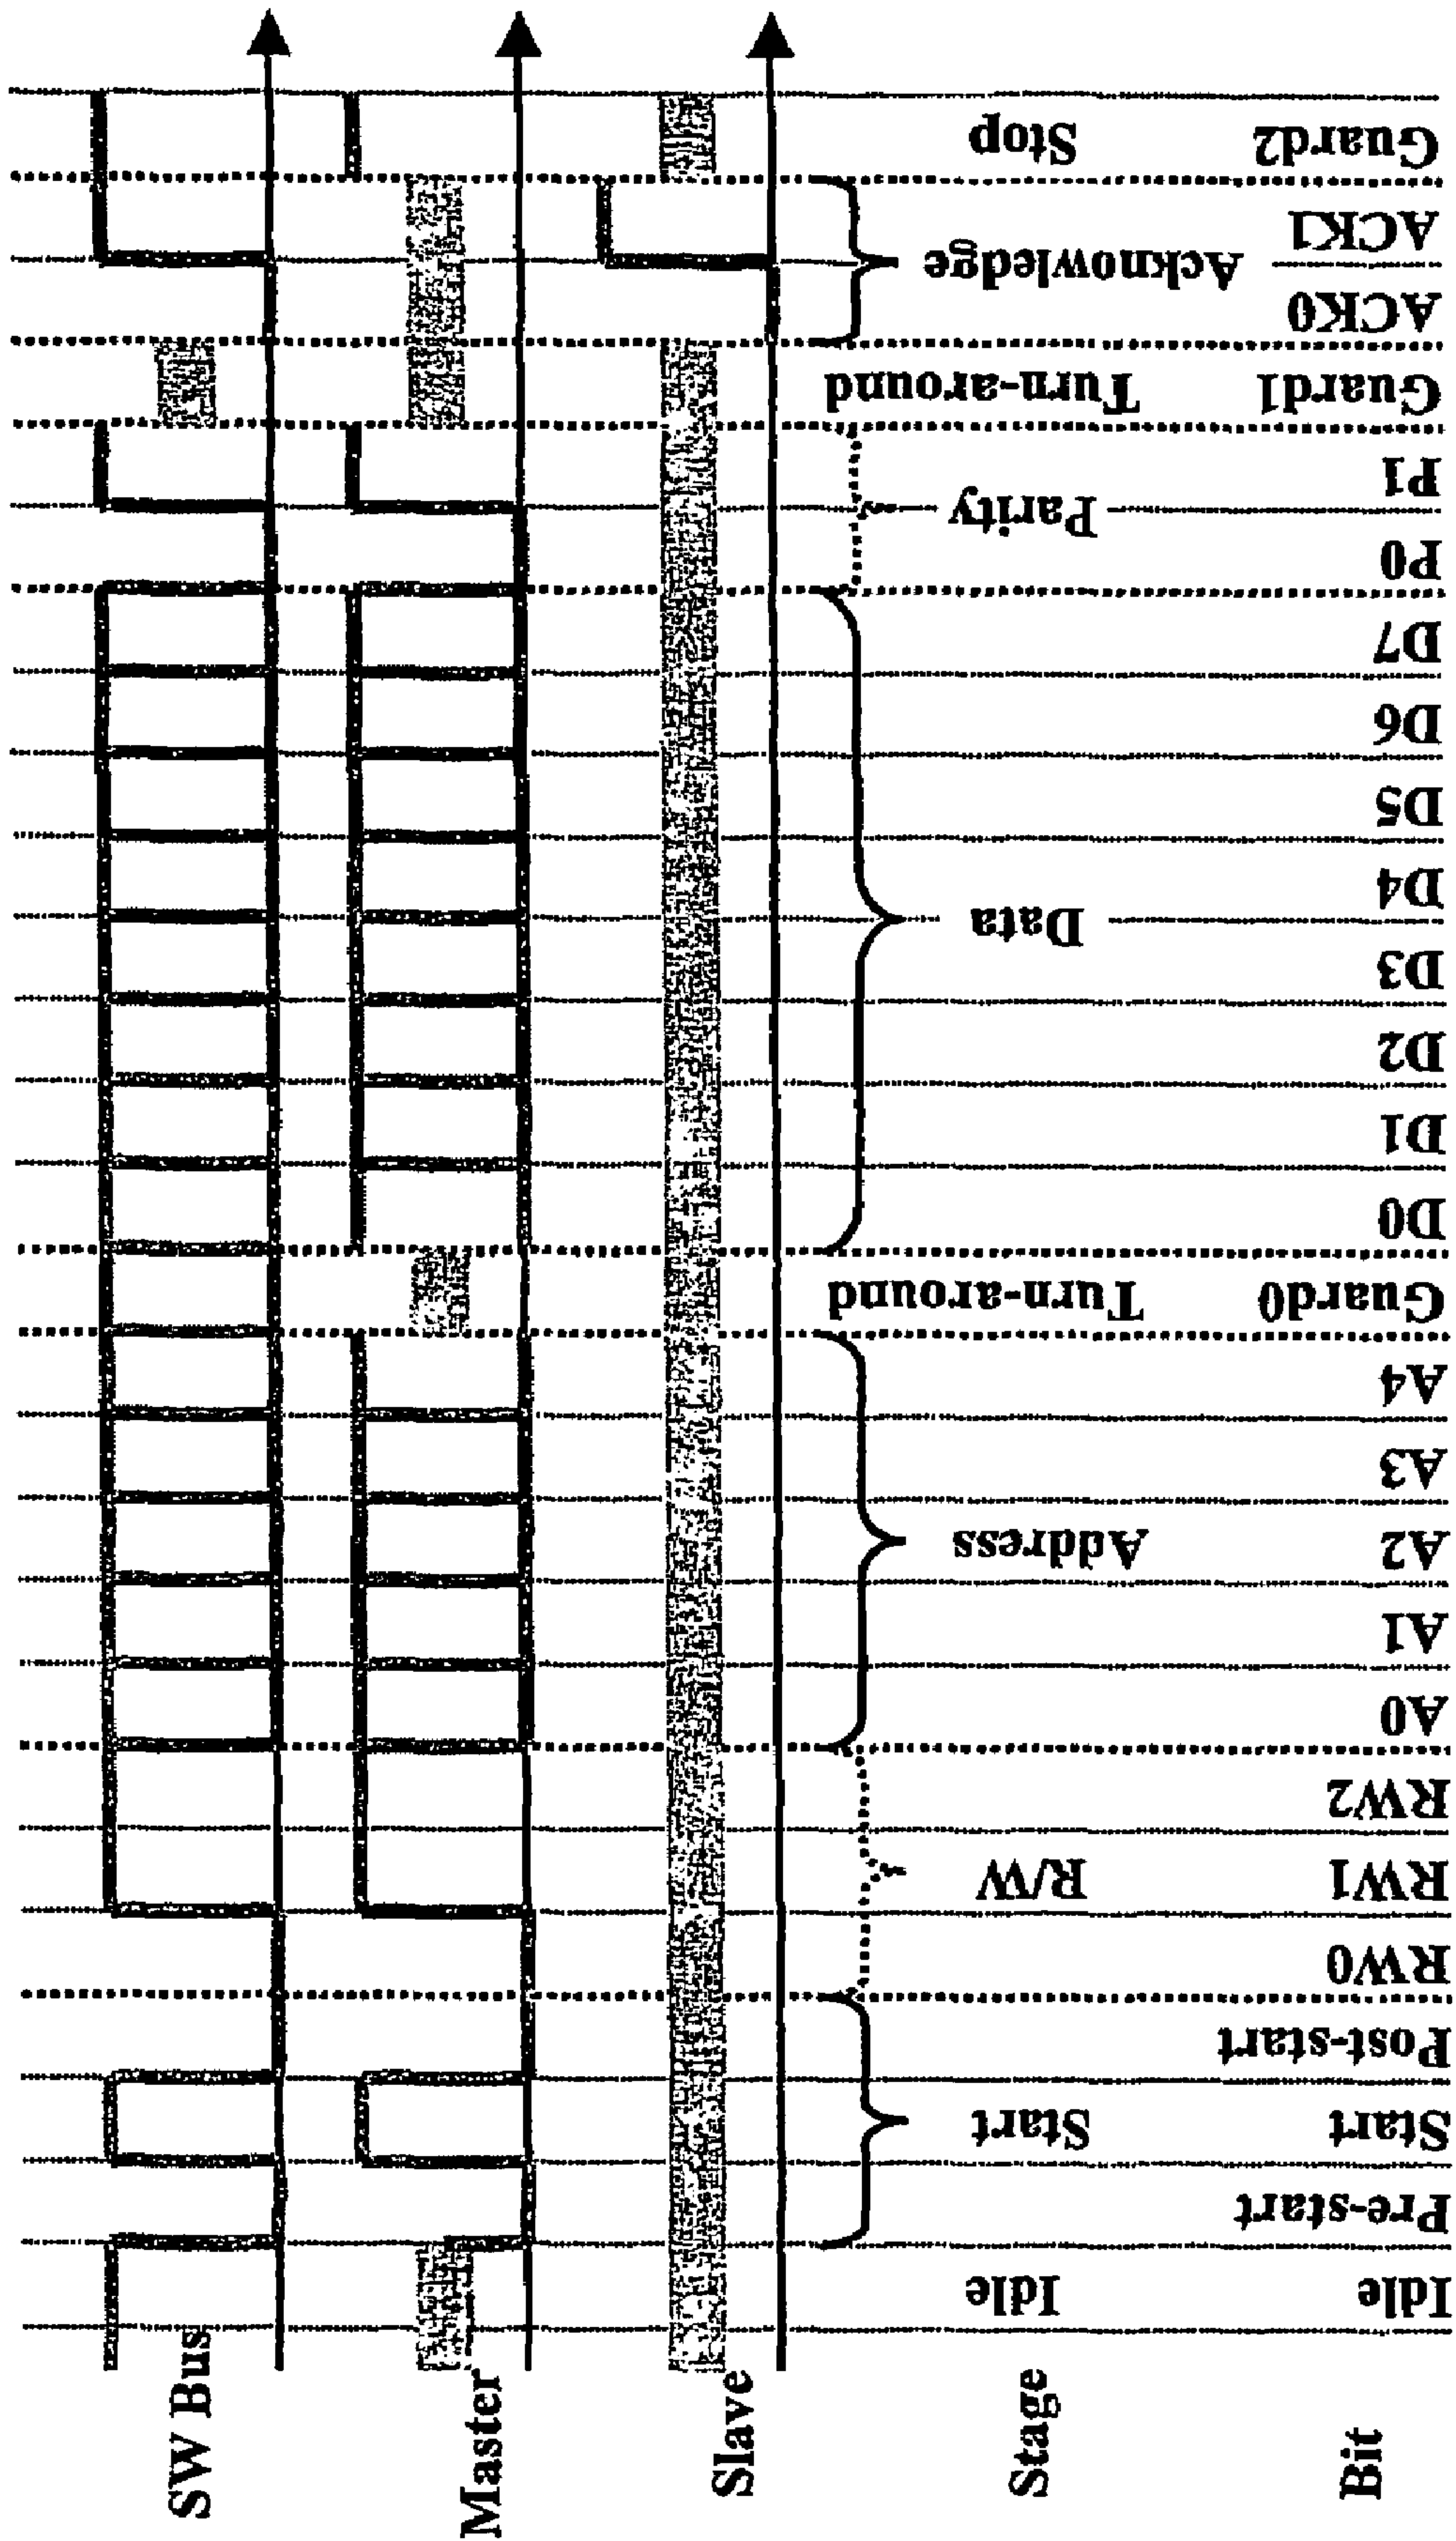 SW Bus
Master
Slave
Stage
Idle
Start
R/W
Address
Turn-around
Data
Parity
Turn-around
Acknowledge
Stop
Bit
Idle
Pre-start
Start
Post-start
RW0
RW1
RW2
A0
A1
A2
A3
A4
Guard0
D0
D1
D2
D3
D4
D5
D6
D7
P0
P1
Guard1
ACK0
ACK1
Guard2